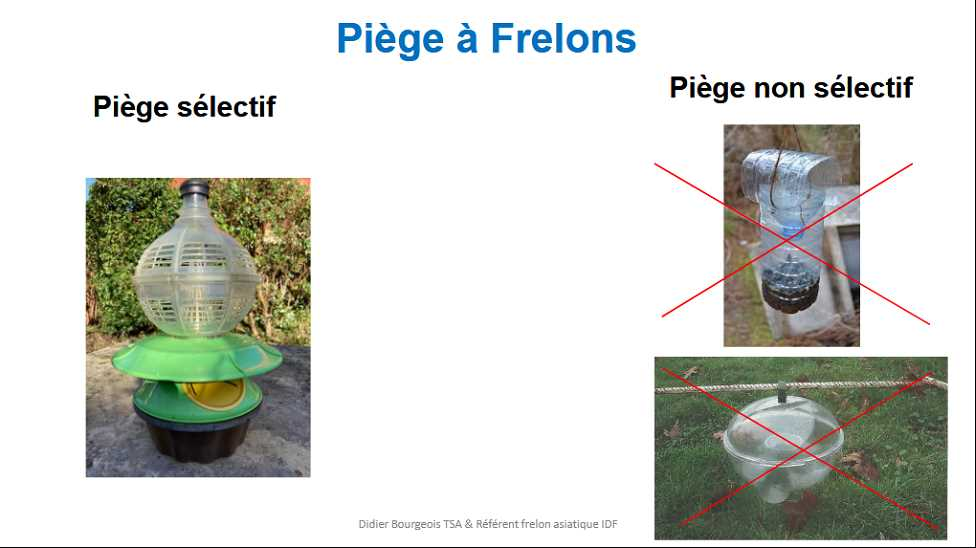 Piège à Frelons
Piège sélectif
Piège non sélectif
Didier Bourgeois TSA & Référent frelon asiatique IDF